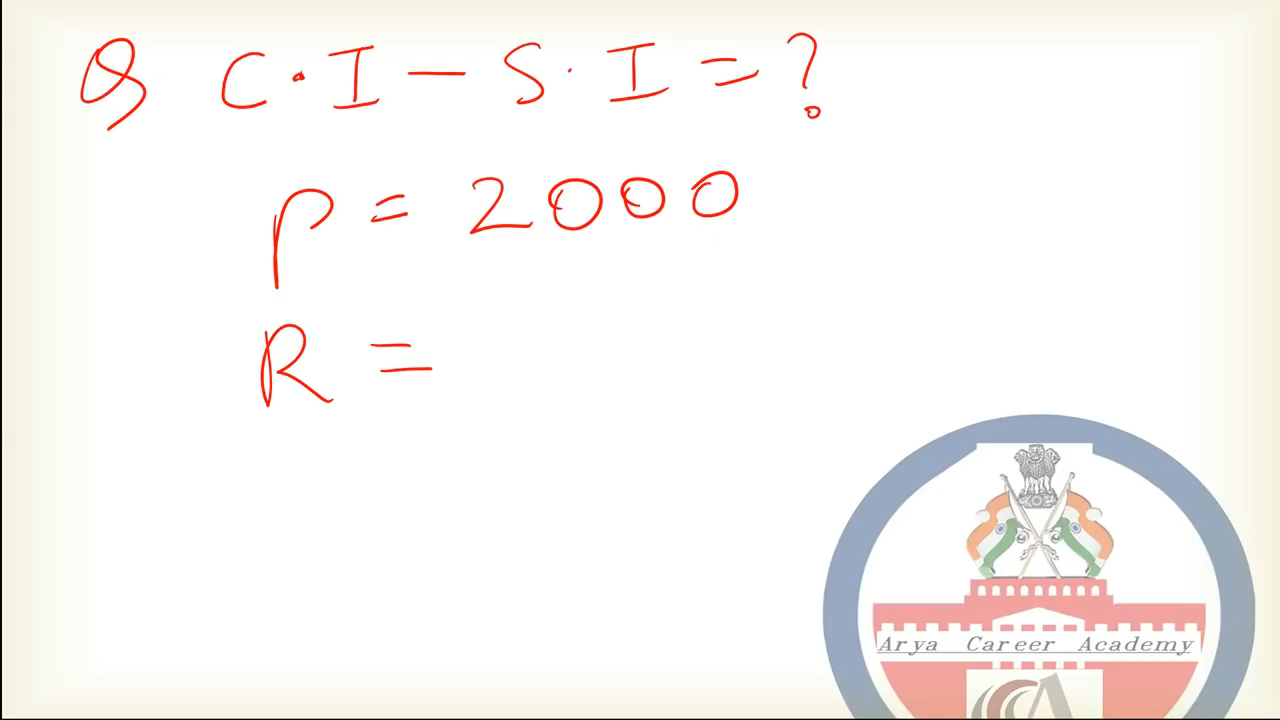 Q C.I - S.I = ?
P = 2000
R =
Arya Career Academy